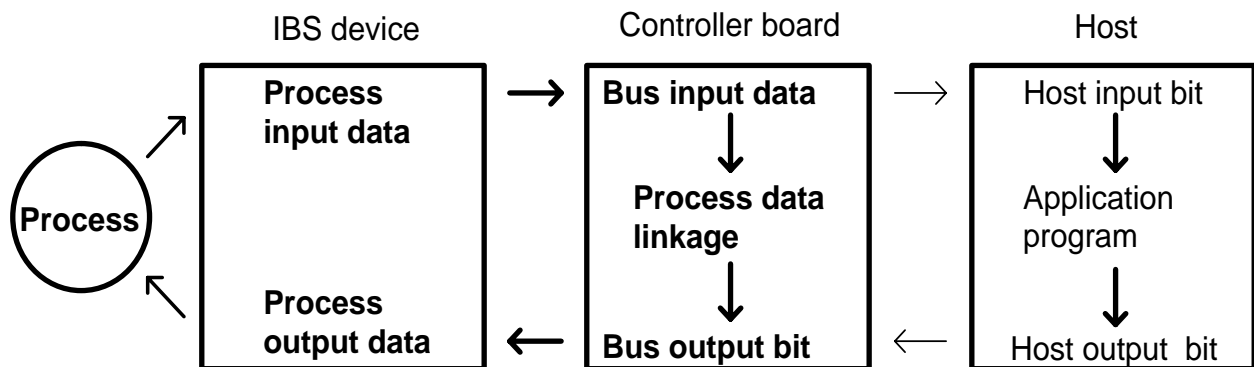 IBS device
Controller board
Host
Process
input data
Bus input data
Host input bit
Process
Process data
linkage
Application
program
Process
output data
Bus output bit
Host output bit